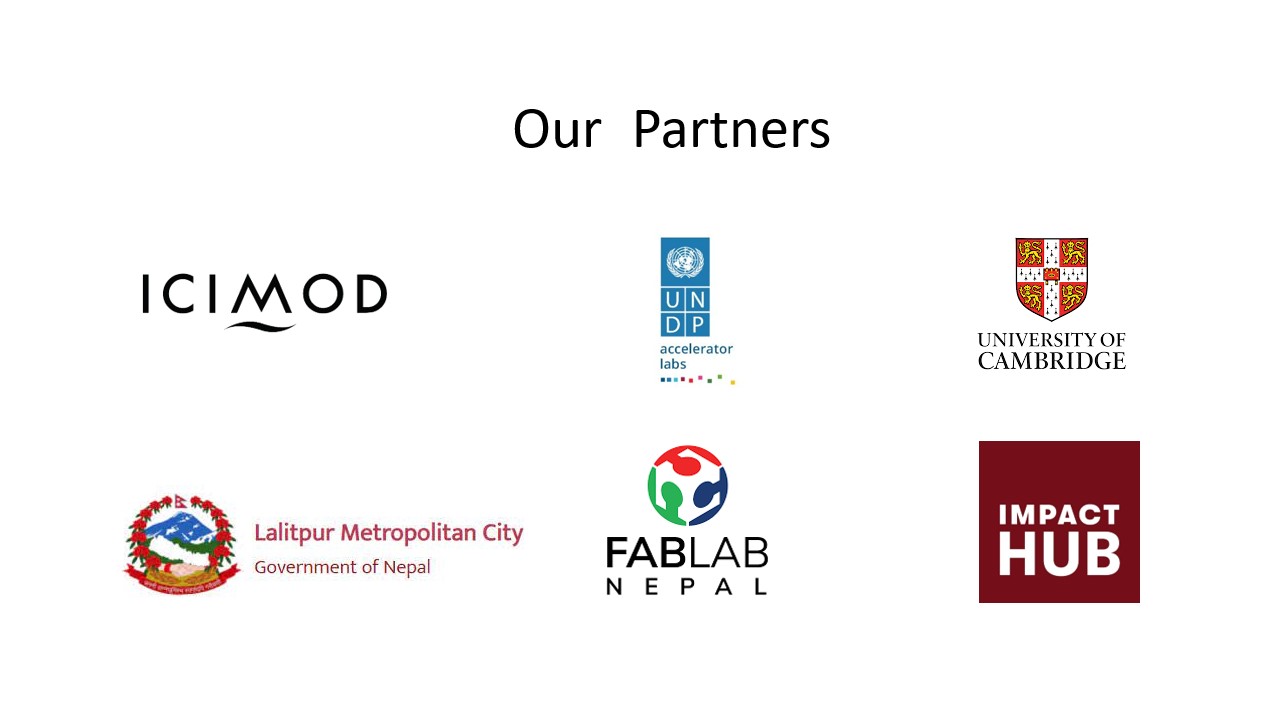 Our Partners
ICIMOD
UN
DP
accelerator
labs
UNIVERSITY OF
CAMBRIDGE
Lalitpur Metropolitan City
Government of Nepal
FABLAB
NEPAL
IMPACT
HUB